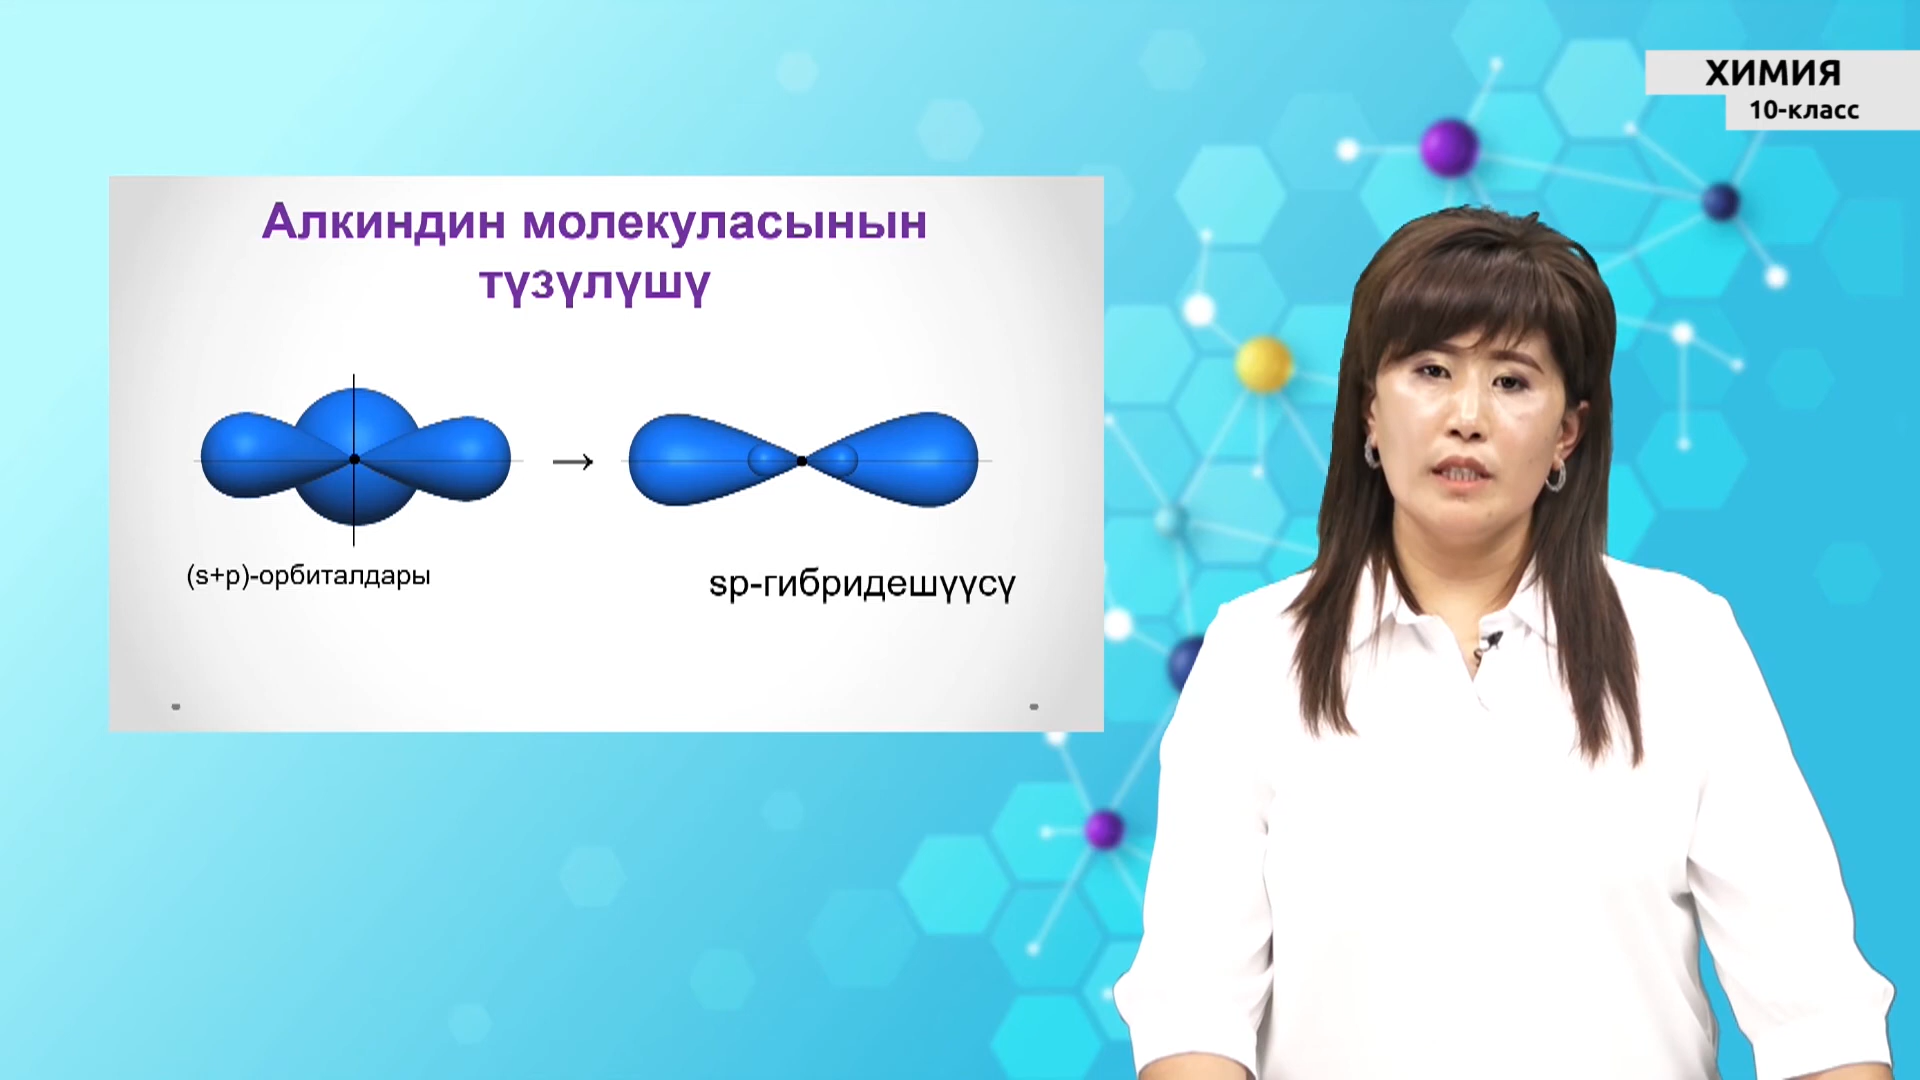 ХИМИЯ
10-класс
Алкиндин молекуласынын
түзүлүшү
(s+p)-орбиталдары
sp-гибридешүүсү